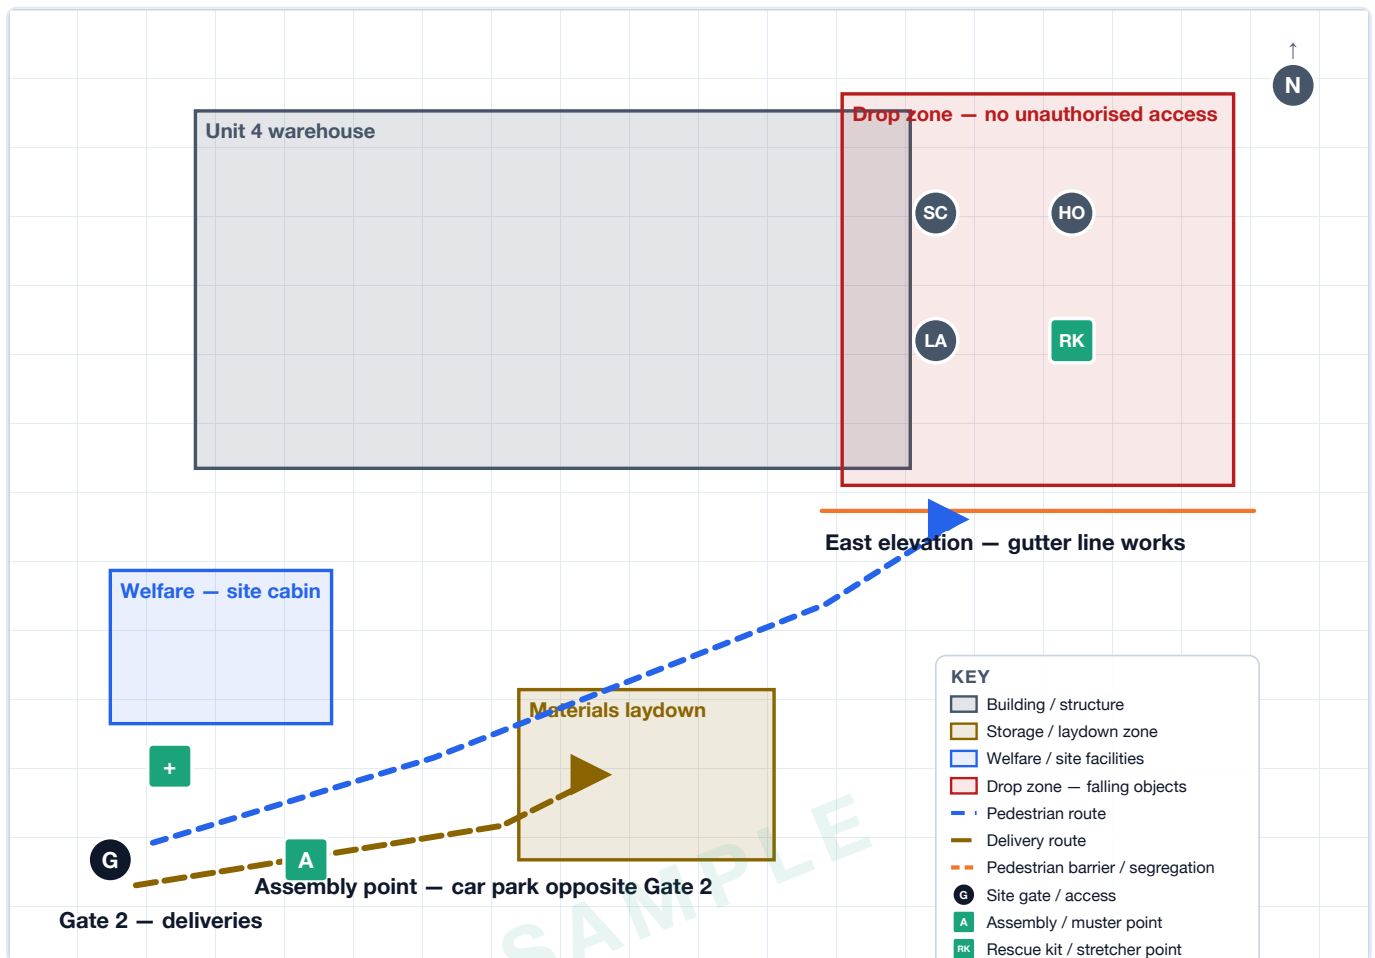 ↑
N
Unit 4 warehouse
Drop zone — no unauthorised access
SC
HO
LA
RK
East elevation — gutter line works
Welfare — site cabin
Materials laydown
+
G
A
Assembly point — car park opposite Gate 2
Gate 2 — deliveries
SAMPLE
KEY
Building / structure
Storage / laydown zone
Welfare / site facilities
Drop zone — falling objects
Pedestrian route
Delivery route
Pedestrian barrier / segregation
G Site gate / access
A Assembly / muster point
RK Rescue kit / stretcher point